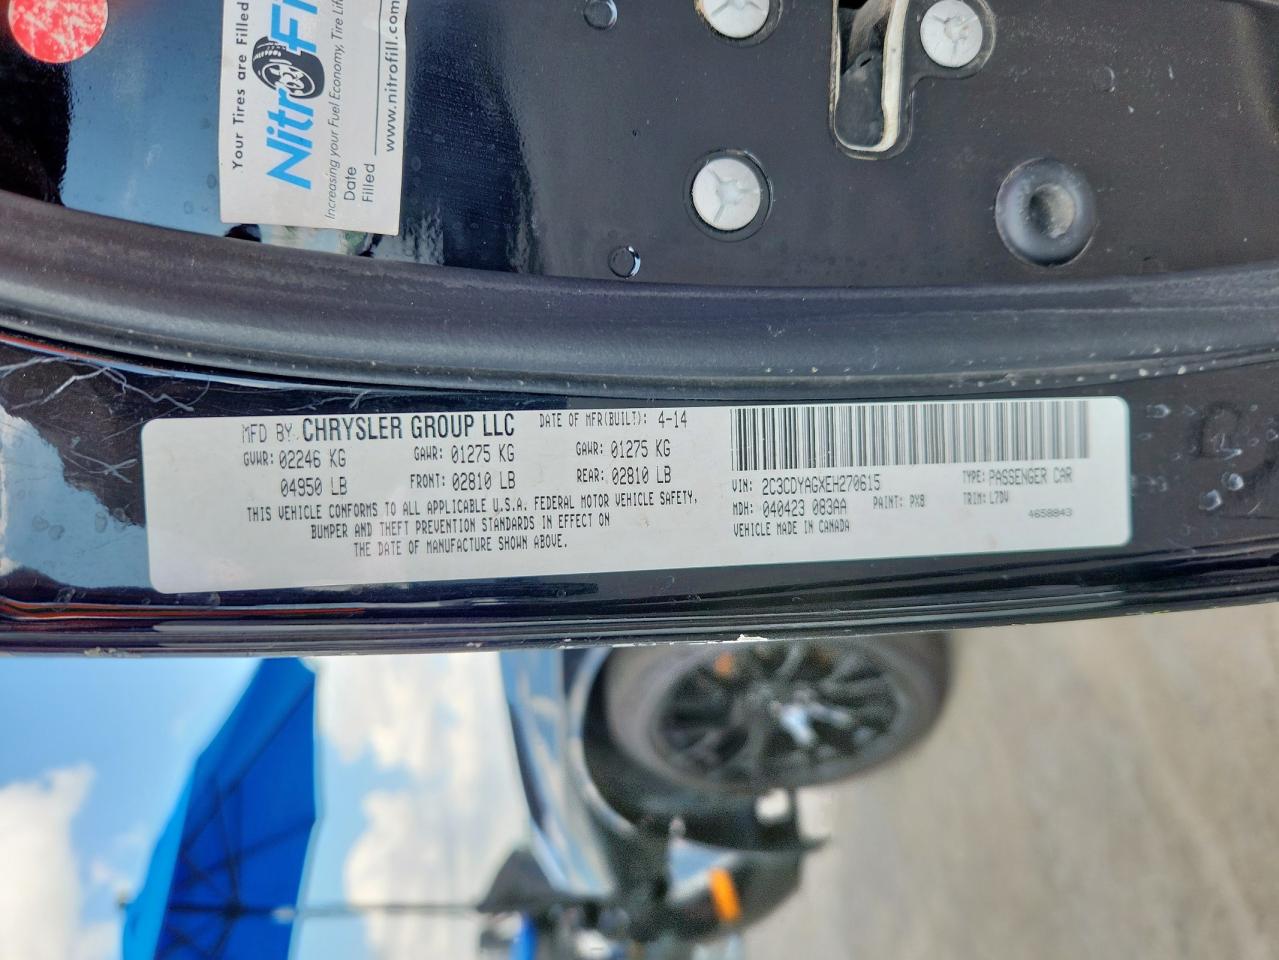 Your Tires are Filled
NitroFi
Increasing your Fuel Economy, Tire Life
Date
Filled
www.nitrofill.com
MFD BY CHRYSLER GROUP LLC DATE OF MFR(BUILT): 4-14
GVWR: 02246 KG GAWR: 01275 KG GAWR: 01275 KG
04950 LB FRONT: 02810 LB REAR: 02810 LB
THIS VEHICLE CONFORMS TO ALL APPLICABLE U.S.A. FEDERAL MOTOR VEHICLE SAFETY,
BUMPER AND THEFT PREVENTION STANDARDS IN EFFECT ON
THE DATE OF MANUFACTURE SHOWN ABOVE.
VIN: 2C3CDYAGXEH270615 TYPE: PASSENGER CAR
MDH: 040423 083AA PAINT: PX8 TRIM: L7DV
VEHICLE MADE IN CANADA 4658843